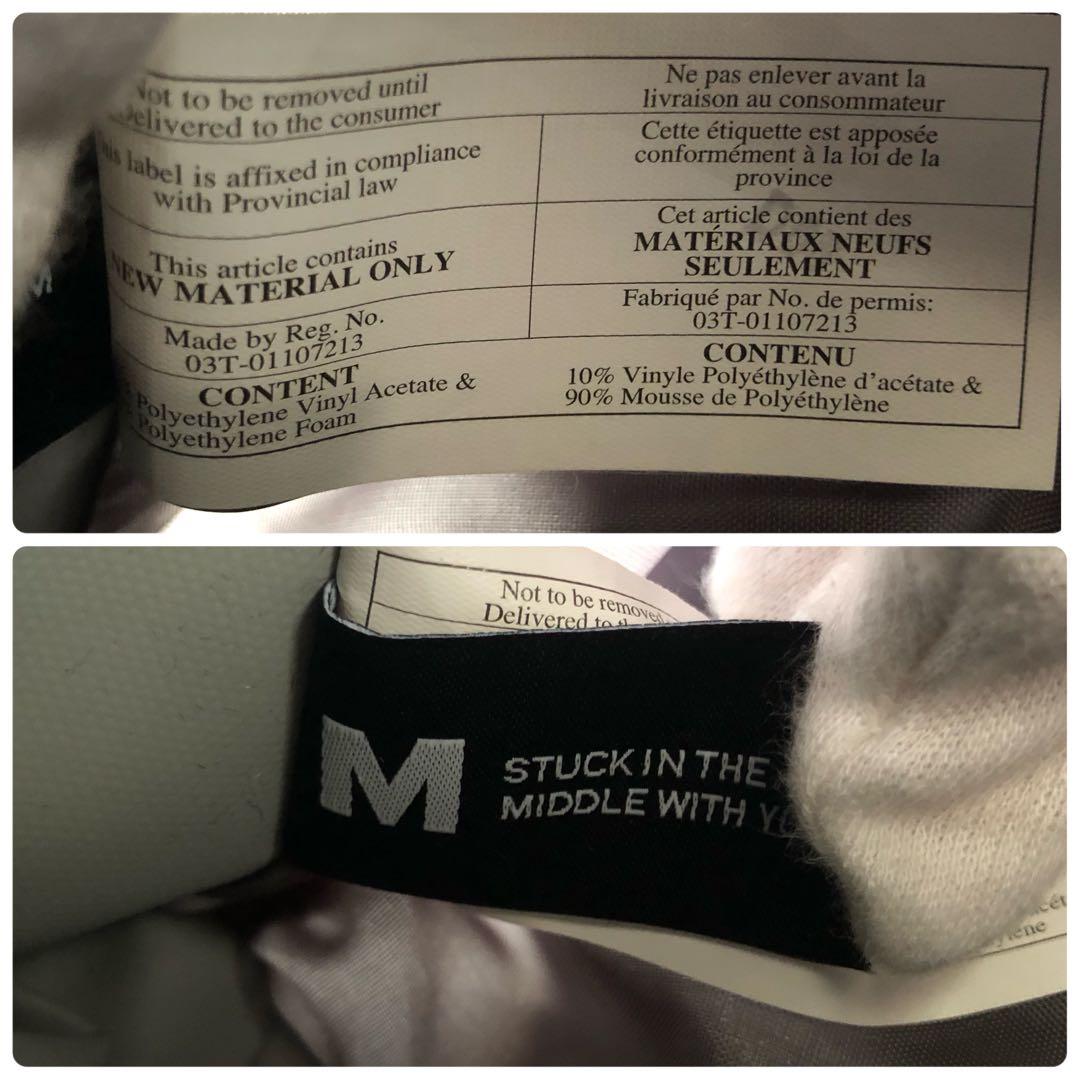 Not to be removed until
Delivered to the consumer
label is affixed in compliance
with Provincial law
This article contains
NEW MATERIAL ONLY
Made by Reg. No.
03T-01107213
CONTENT
Polyethylene Vinyl Acetate &
Polyethylene Foam
Ne pas enlever avant la
livraison au consommateur
Cette étiquette est apposée
conformément à la loi de la
province
Cet article contient des
MATÉRIAUX NEUFS
SEULEMENT
Fabriqué par No. de permis:
03T-01107213
CONTENU
10% Vinyle Polyéthylène d'acétate &
90% Mousse de Polyéthylène
Not to be removed
Delivered to
M
STUCK IN THE
MIDDLE WITH